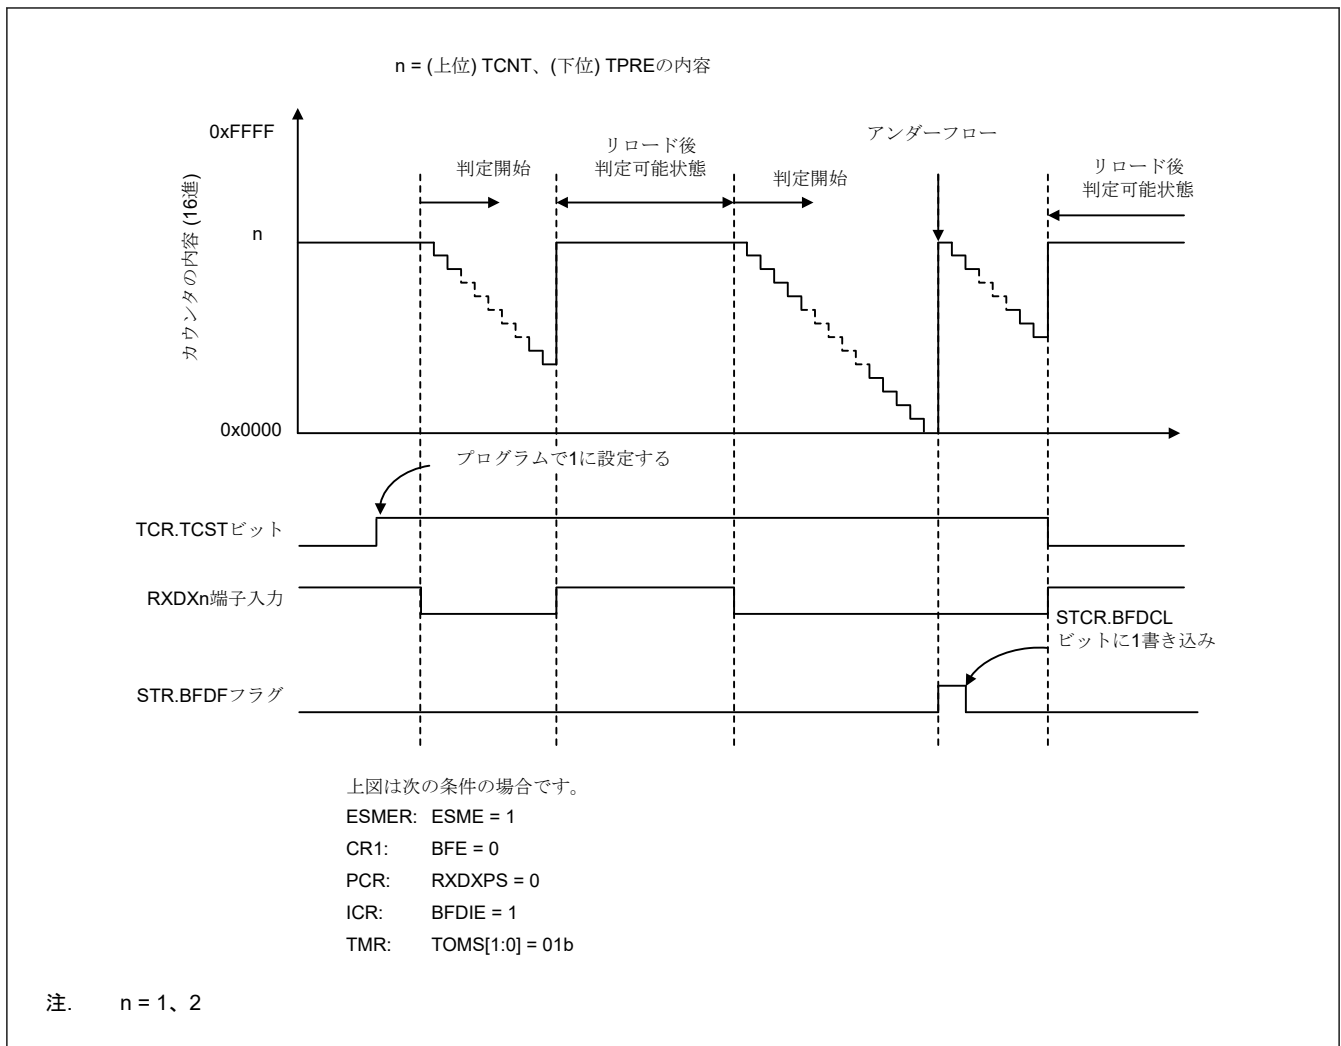 n = (上位) TCNT、(下位) TPREの内容
0xFFFF
アンダーフロー
判定開始
リロード後
判定可能状態
判定開始
リロード後
判定可能状態
カウンタの内容 (16進)
n
0x0000
プログラムで1に設定する
TCR.TCSTビット
RXDXn端子入力
STCR.BFDCL
ビットに1書き込み
STR.BFDFフラグ
上図は次の条件の場合です。
ESMER: ESME = 1
CR1: BFE = 0
PCR: RXDXPS = 0
ICR: BFDIE = 1
TMR: TOMS[1:0] = 01b
注. n = 1、2